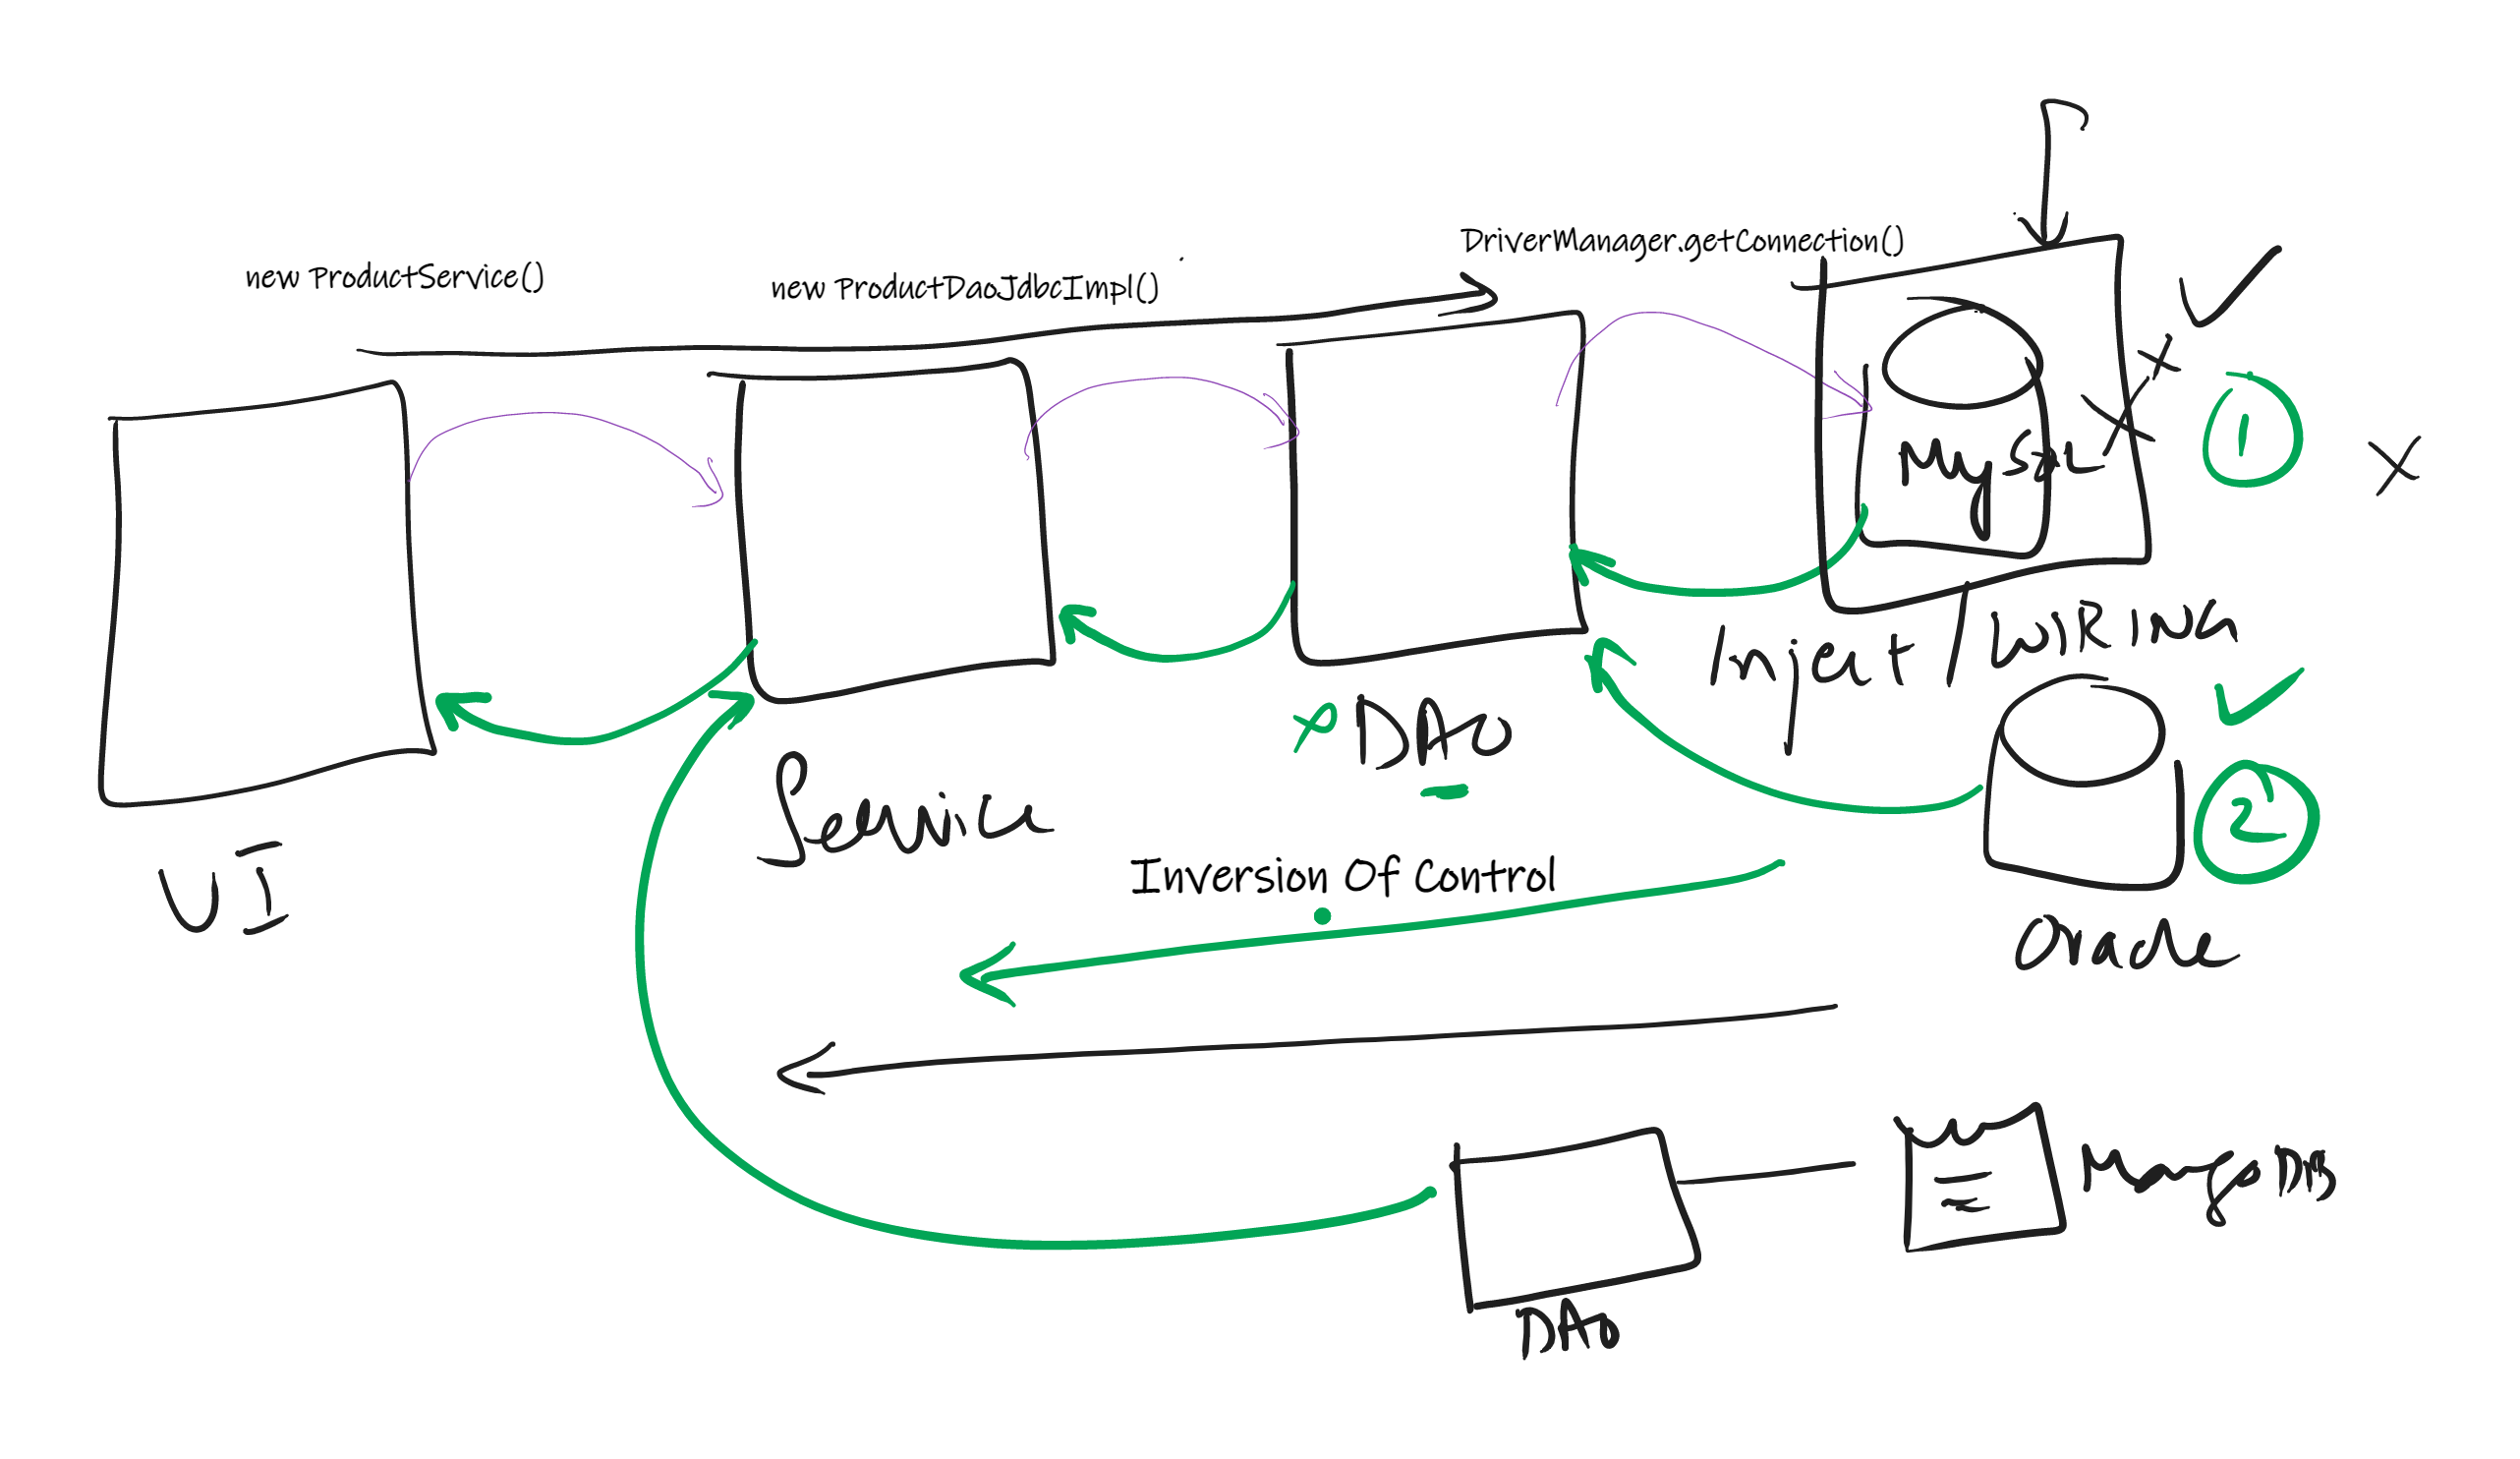 DriverManager.getConnection()
new ProductService()
new ProductDaoJdbcImpl()
MySQL
1
Inject / WIRING
DAO
Service
UI
2
Inversion Of Control
Oracle
MongoDB
DAO